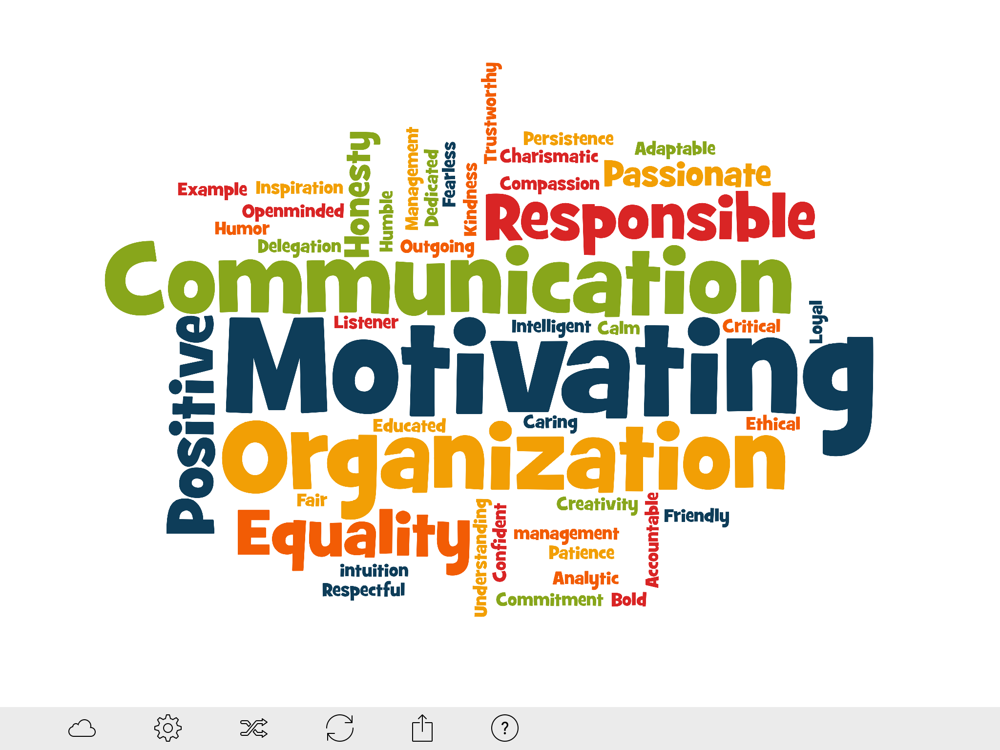 Trustworthy
Persistence
Adaptable
Charismatic
Passionate
Compassion
Honesty
Management
Dedicated
Fearless
Kindness
Example
Inspiration
Humble
Openminded
Responsible
Humor
Delegation
Outgoing
Communication
Listener
Intelligent
Calm
Critical
Loyal
Positive
Motivating
Educated
Caring
Ethical
Organization
Fair
Creativity
Accountable
Friendly
Equality
Understanding
Confident
management
Patience
intuition
Analytic
Respectful
Commitment
Bold
?